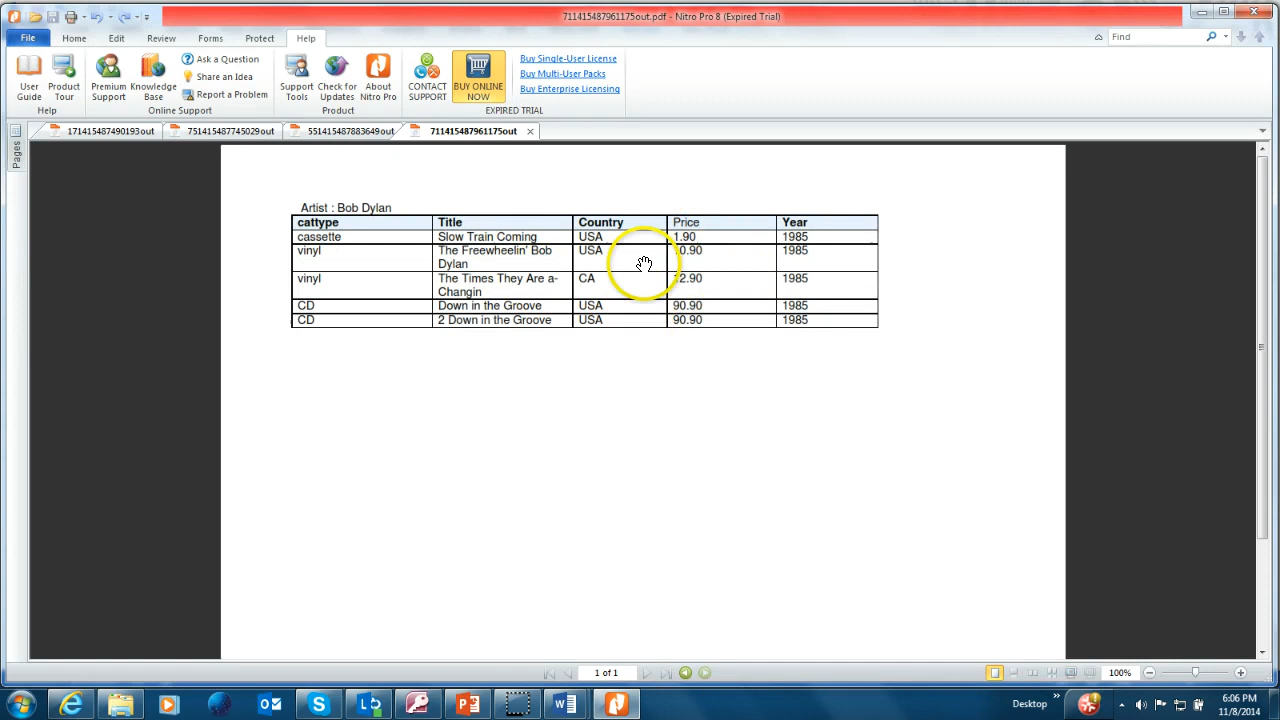 711415487961175out.pdf - Nitro Pro 8 (Expired Trial)
File Home Edit Review Forms Protect Help Find
User Guide
Product Tour
Help
Premium Support
Knowledge Base
Ask a Question
Share an Idea
Report a Problem
Online Support
Support Tools
Check for Updates
About Nitro Pro
Product
CONTACT SUPPORT
BUY ONLINE NOW
Buy Single-User License
Buy Multi-User Packs
Buy Enterprise Licensing
EXPIRED TRIAL
171415487490193out 751415487745029out 551415487883649out 711415487961175out
Pages
Artist : Bob Dylan
cattype Title Country Price Year
cassette Slow Train Coming USA 1.90 1985
vinyl The Freewheelin' Bob USA 0.90 1985
Dylan
vinyl The Times They Are a- CA 12.90 1985
Changin
CD Down in the Groove USA 90.90 1985
CD 2 Down in the Groove USA 90.90 1985
1 of 1 100%
Desktop
6:06 PM
11/8/2014